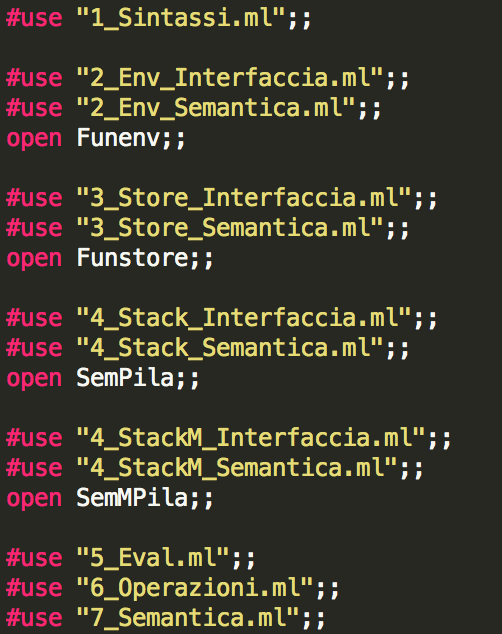 #use "1_Sintassi.ml";;
#use "2_Env_Interfaccia.ml";;
#use "2_Env_Semantica.ml";;
open Funenv;;
#use "3_Store_Interfaccia.ml";;
#use "3_Store_Semantica.ml";;
open Funstore;;
#use "4_Stack_Interfaccia.ml";;
#use "4_Stack_Semantica.ml";;
open SemPila;;
#use "4_StackM_Interfaccia.ml";;
#use "4_StackM_Semantica.ml";;
open SemMPila;;
#use "5_Eval.ml";;
#use "6_Operazioni.ml";;
#use "7_Semantica.ml";;